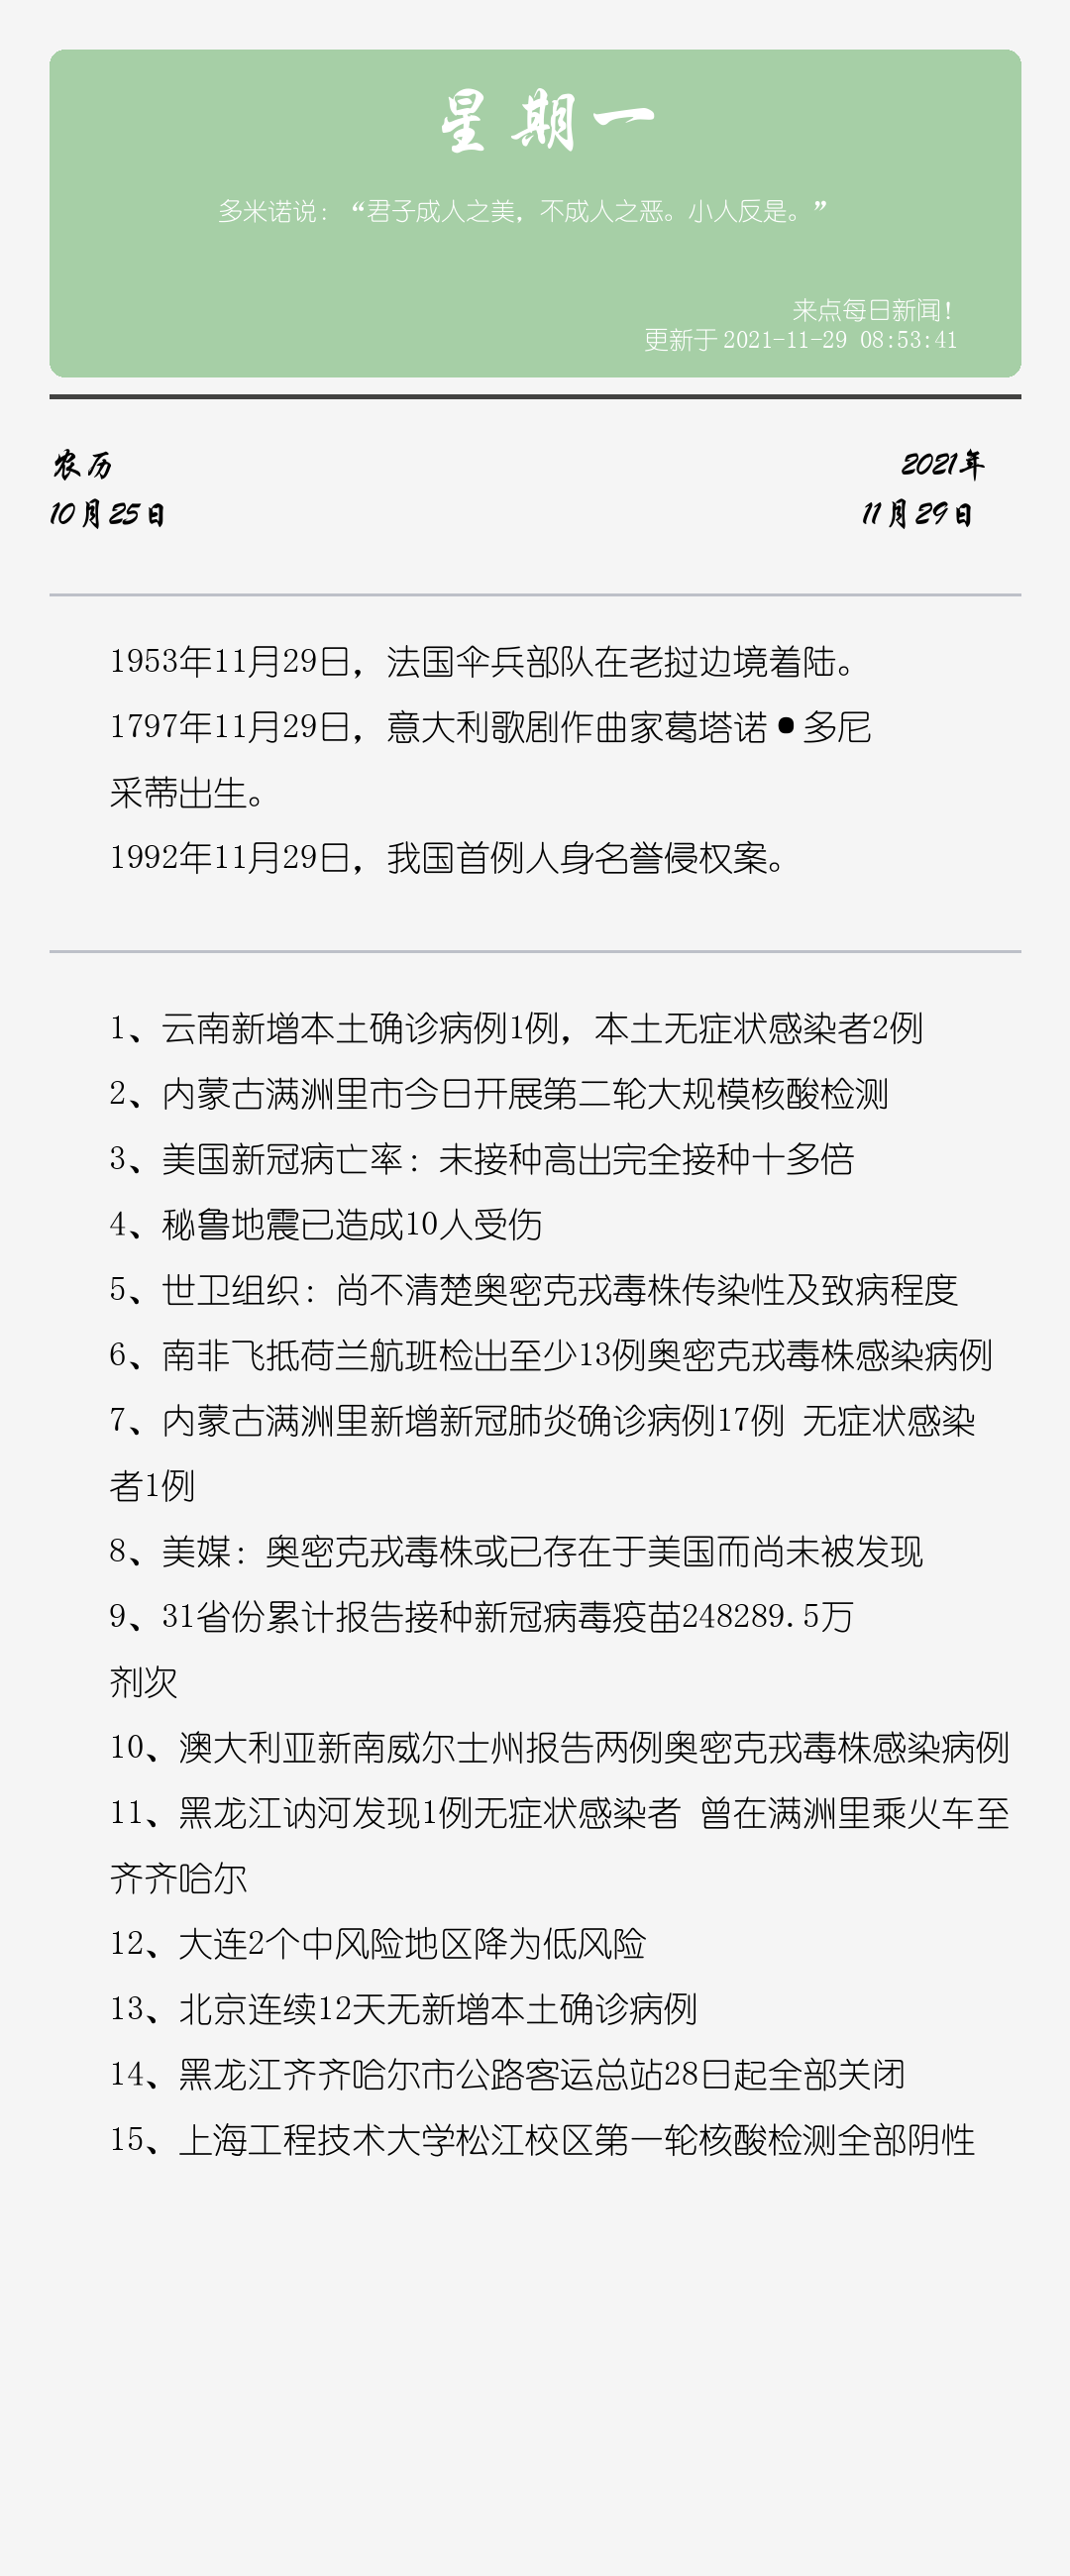 星期一
多米诺说：“君子成人之美，不成人之恶。小人反是。”
来点每日新闻！
更新于 2021-11-29 08:53:41
农历
10月25日
2021年
11月29日
1953年11月29日，法国伞兵部队在老挝边境着陆。
1797年11月29日，意大利歌剧作曲家葛塔诺•多尼
采蒂出生。
1992年11月29日，我国首例人身名誉侵权案。
1、云南新增本土确诊病例1例，本土无症状感染者2例
2、内蒙古满洲里市今日开展第二轮大规模核酸检测
3、美国新冠病亡率：未接种高出完全接种十多倍
4、秘鲁地震已造成10人受伤
5、世卫组织：尚不清楚奥密克戎毒株传染性及致病程度
6、南非飞抵荷兰航班检出至少13例奥密克戎毒株感染病例
7、内蒙古满洲里新增新冠肺炎确诊病例17例 无症状感染
者1例
8、美媒：奥密克戎毒株或已存在于美国而尚未被发现
9、31省份累计报告接种新冠病毒疫苗248289.5万
剂次
10、澳大利亚新南威尔士州报告两例奥密克戎毒株感染病例
11、黑龙江讷河发现1例无症状感染者 曾在满洲里乘火车至
齐齐哈尔
12、大连2个中风险地区降为低风险
13、北京连续12天无新增本土确诊病例
14、黑龙江齐齐哈尔市公路客运总站28日起全部关闭
15、上海工程技术大学松江校区第一轮核酸检测全部阴性